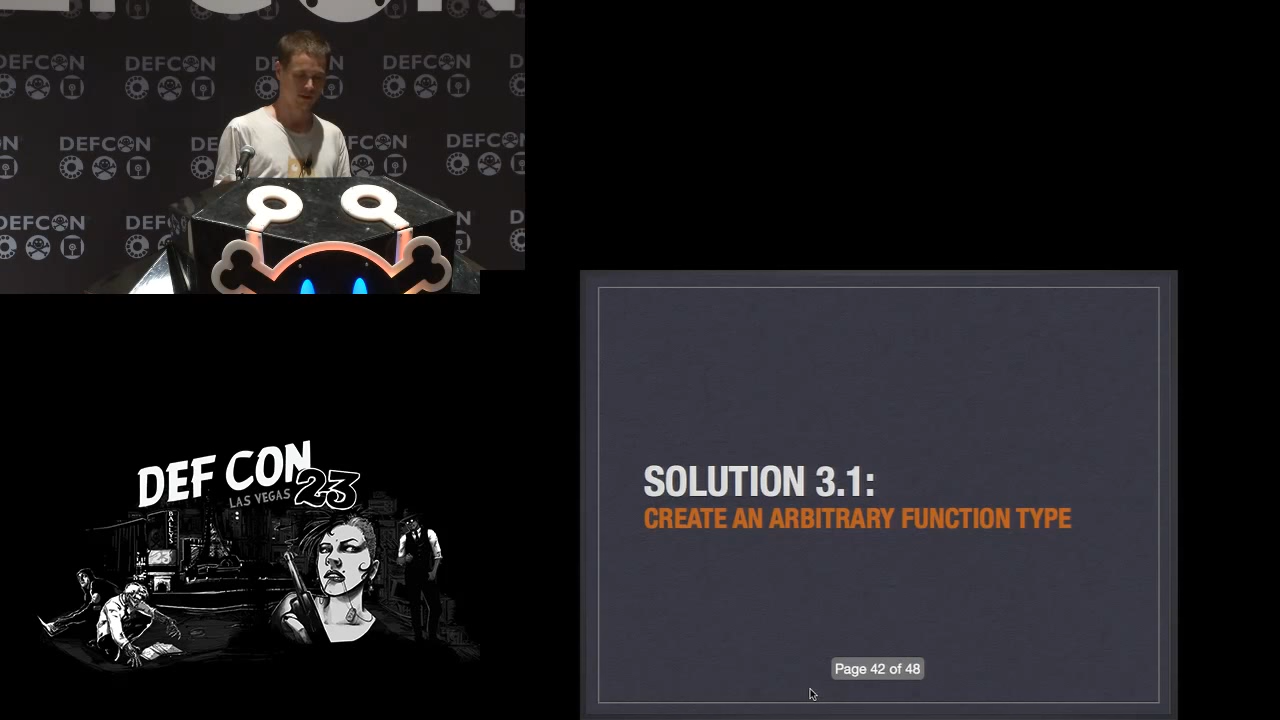 DEFCON
DEFCON
DEFCON
DEFCON
DEFCON
DEFCON
DEF CON
23
LAS VEGAS
BALLY'S
SOLUTION 3.1:
CREATE AN ARBITRARY FUNCTION TYPE
Page 42 of 48